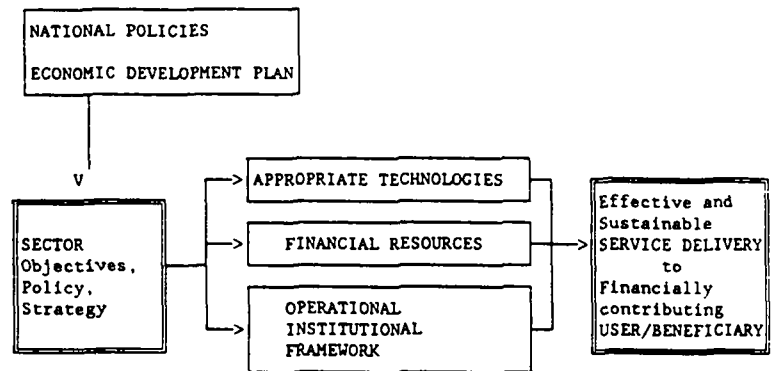 NATIONAL POLICIES
ECONOMIC DEVELOPMENT PLAN
V
SECTOR
Objectives,
Policy,
Strategy
> APPROPRIATE TECHNOLOGIES
> FINANCIAL RESOURCES
> OPERATIONAL
INSTITUTIONAL
FRAMEWORK
>
Effective and
Sustainable
SERVICE DELIVERY
to
Financially
contributing
USER/BENEFICIARY